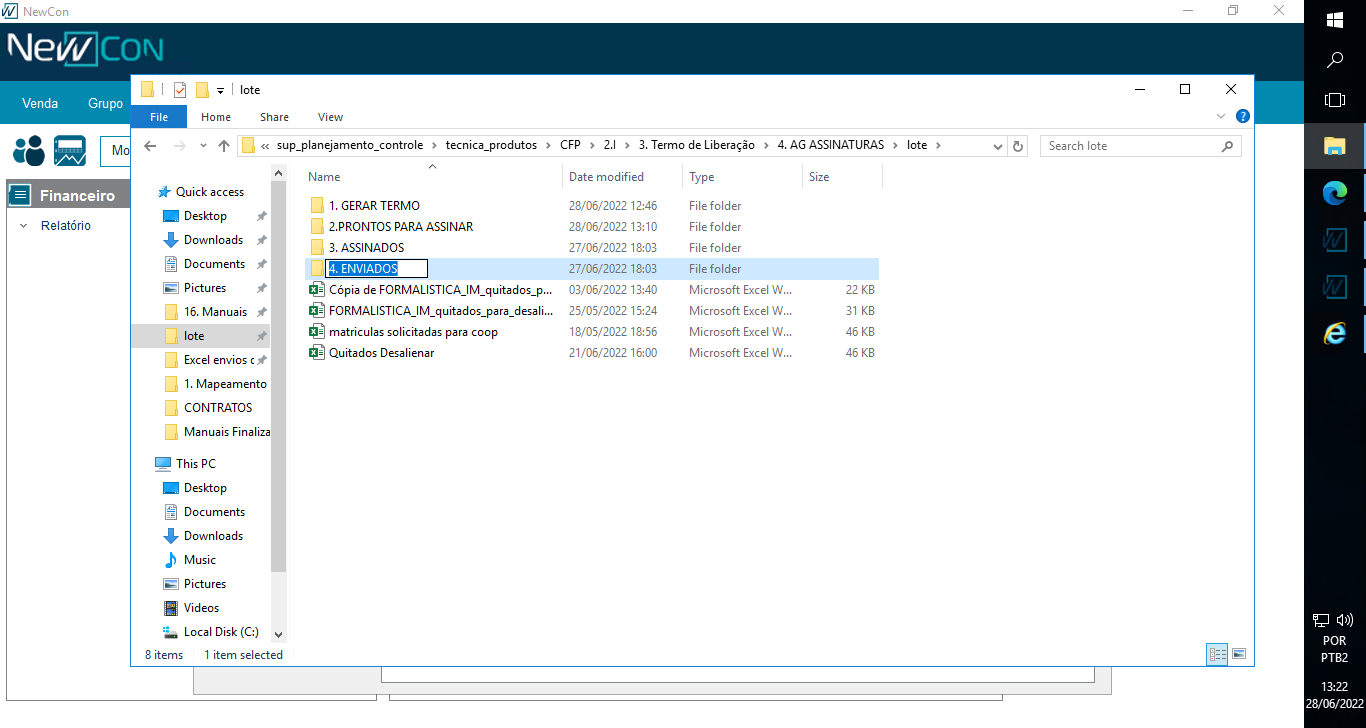 NewCon
NewCon
Venda Grupo
Mo
Financeiro
Relatório
lote
File Home Share View
« sup_planejamento_controle › tecnica_produtos › CFP › 2.I › 3. Termo de Liberação › 4. AG ASSINATURAS › lote ›
Search lote
Name Date modified Type Size
1. GERAR TERMO 28/06/2022 12:46 File folder
2.PRONTOS PARA ASSINAR 28/06/2022 13:10 File folder
3. ASSINADOS 27/06/2022 18:03 File folder
4. ENVIADOS 27/06/2022 18:03 File folder
Cópia de FORMALISTICA_IM_quitados_p... 03/06/2022 13:40 Microsoft Excel W... 22 KB
FORMALISTICA_IM_quitados_para_desali... 25/05/2022 15:24 Microsoft Excel W... 31 KB
matriculas solicitadas para coop 18/05/2022 18:56 Microsoft Excel W... 46 KB
Quitados Desalienar 21/06/2022 16:00 Microsoft Excel W... 46 KB
Quick access
Desktop
Downloads
Documents
Pictures
16. Manuais
lote
Excel envios c
1. Mapeamento
CONTRATOS
Manuais Finaliza
This PC
Desktop
Documents
Downloads
Music
Pictures
Videos
Local Disk (C:)
8 items 1 item selected
POR
PTB2
13:22
28/06/2022